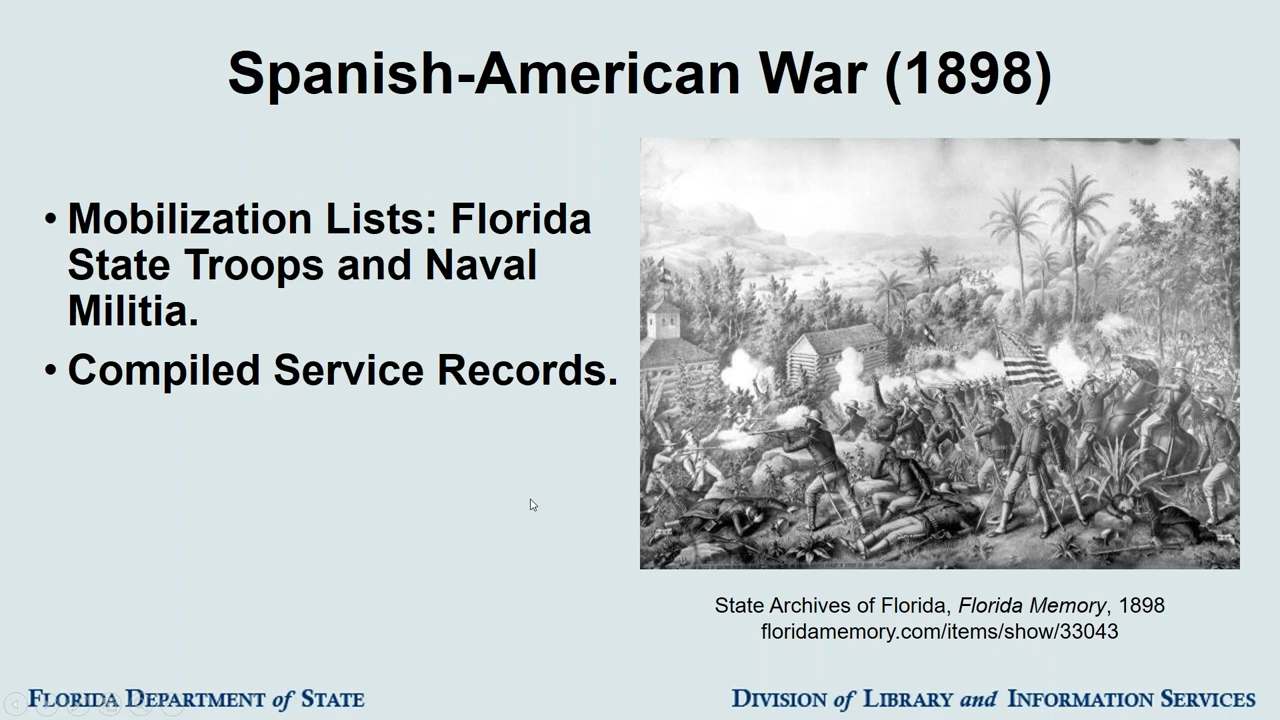 Spanish-American War (1898)
• Mobilization Lists: Florida
State Troops and Naval
Militia.
• Compiled Service Records.
State Archives of Florida, Florida Memory, 1898
floridamemory.com/items/show/33043
FLORIDA DEPARTMENT of STATE
DIVISION of LIBRARY and INFORMATION SERVICES